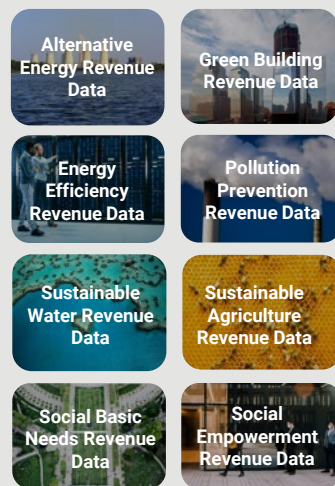 Alternative
Energy Revenue
Data
Green Building
Revenue Data
Energy
Efficiency
Revenue Data
Pollution
Prevention
Revenue Data
Sustainable
Water Revenue
Data
Sustainable
Agriculture
Revenue Data
Social Basic
Needs Revenue
Data
Social
Empowerment
Revenue Data